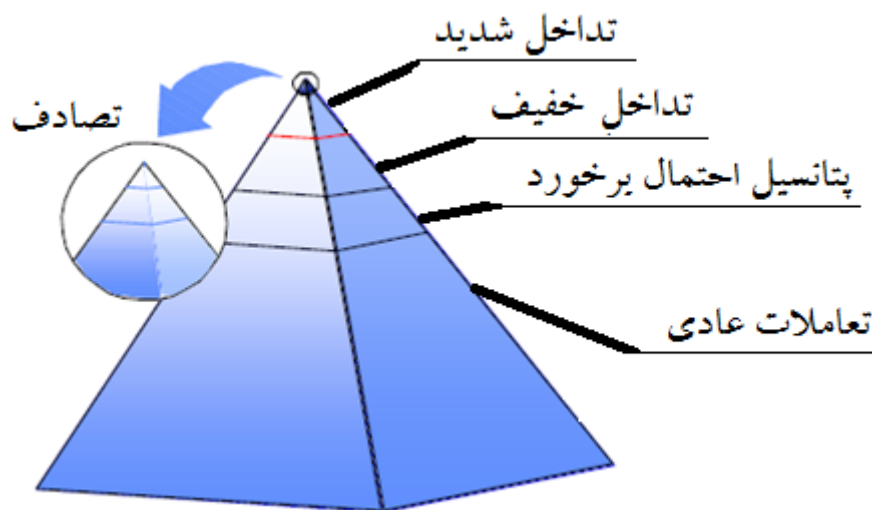 تداخل شدید
تداخل خفیف
تصادف
پتانسیل احتمال برخورد
تعاملات عادی